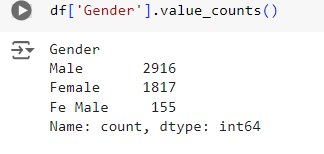 df['Gender'].value_counts()
Gender
Male 2916
Female 1817
Fe Male 155
Name: count, dtype: int64